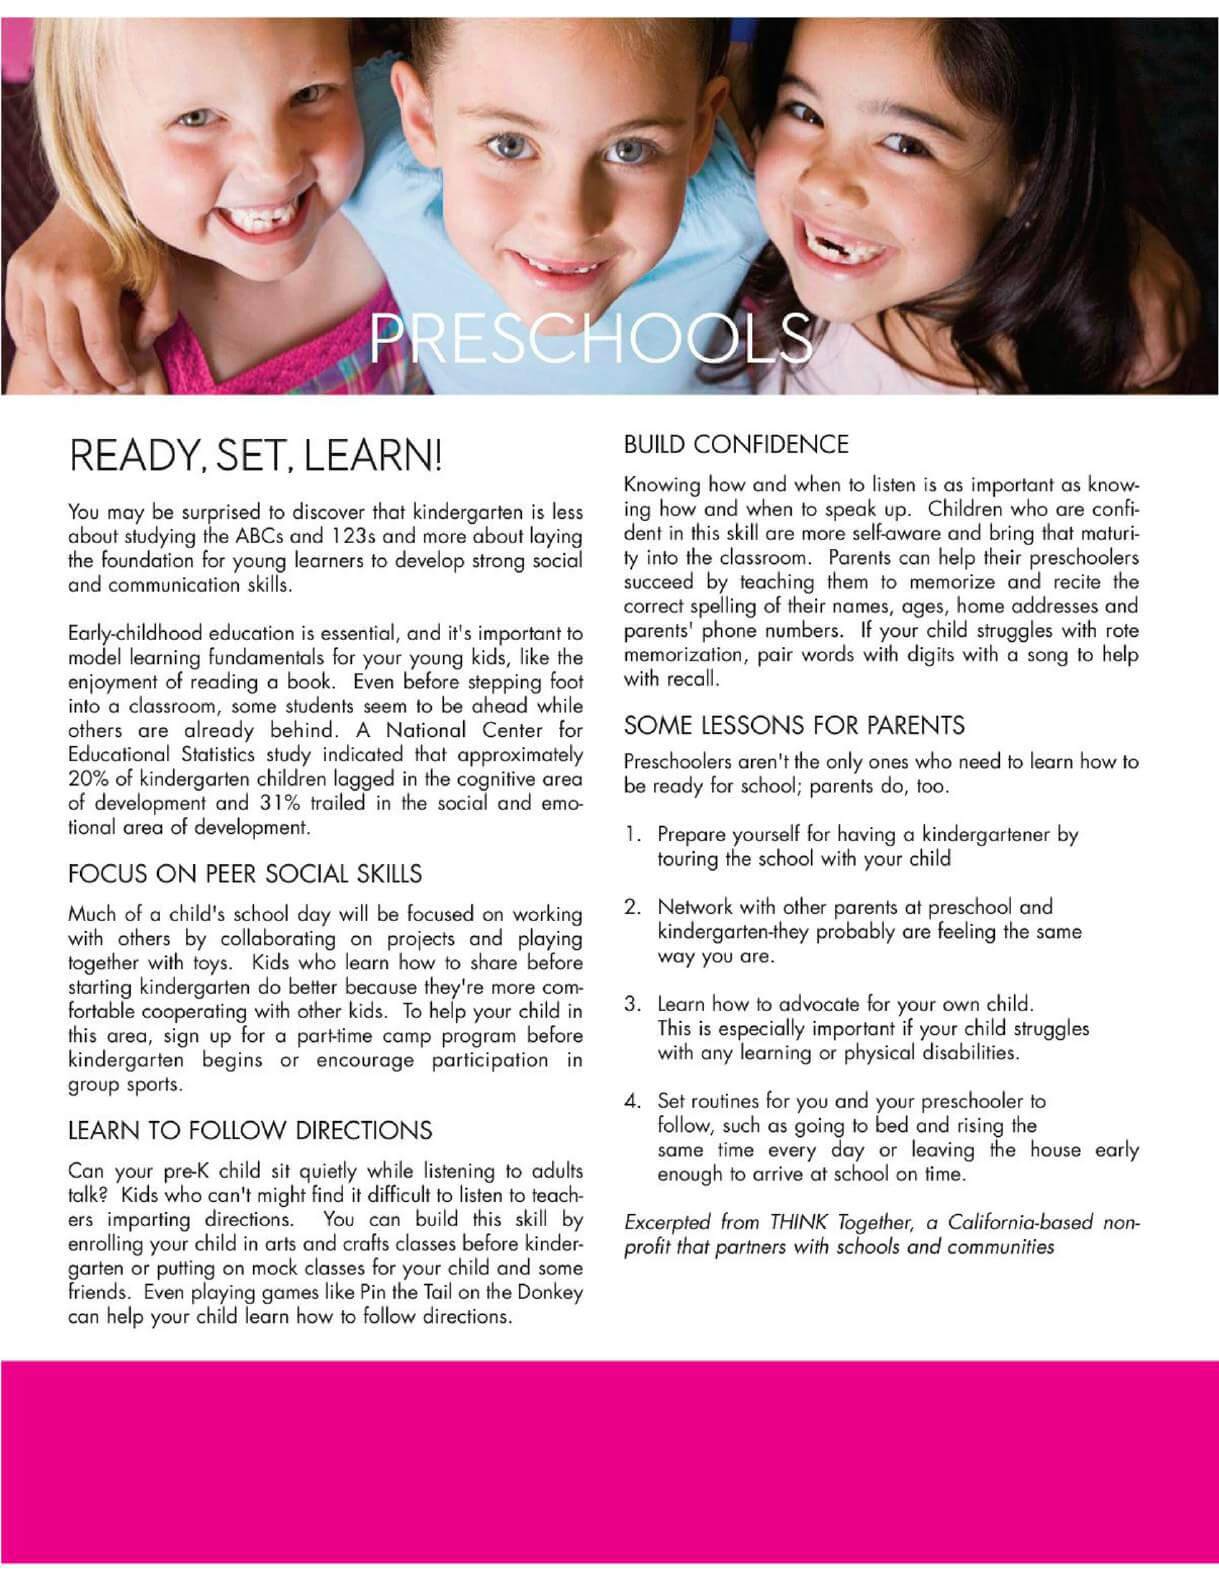 PRESCHOOLS
READY, SET, LEARN!
You may be surprised to discover that kindergarten is less
about studying the ABCs and 123s and more about laying
the foundation for young learners to develop strong social
and communication skills.
Early-childhood education is essential, and it's important to
model learning fundamentals for your young kids, like the
enjoyment of reading a book. Even before stepping foot
into a classroom, some students seem to be ahead while
others are already behind. A National Center for
Educational Statistics study indicated that approximately
20% of kindergarten children lagged in the cognitive area
of development and 31% trailed in the social and emo-
tional area of development.
FOCUS ON PEER SOCIAL SKILLS
Much of a child's school day will be focused on working
with others by collaborating on projects and playing
together with toys. Kids who learn how to share before
starting kindergarten do better because they're more com-
fortable cooperating with other kids. To help your child in
this area, sign up for a part-time camp program before
kindergarten begins or encourage participation in
group sports.
LEARN TO FOLLOW DIRECTIONS
Can your pre-K child sit quietly while listening to adults
talk? Kids who can't might find it difficult to listen to teach-
ers imparting directions. You can build this skill by
enrolling your child in arts and crafts classes before kinder-
garten or putting on mock classes for your child and some
friends. Even playing games like Pin the Tail on the Donkey
can help your child learn how to follow directions.
BUILD CONFIDENCE
Knowing how and when to listen is as important as know-
ing how and when to speak up. Children who are confi-
dent in this skill are more self-aware and bring that maturi-
ty into the classroom. Parents can help their preschoolers
succeed by teaching them to memorize and recite the
correct spelling of their names, ages, home addresses and
parents' phone numbers. If your child struggles with rote
memorization, pair words with digits with a song to help
with recall.
SOME LESSONS FOR PARENTS
Preschoolers aren't the only ones who need to learn how to
be ready for school; parents do, too.
1. Prepare yourself for having a kindergartener by
touring the school with your child
2. Network with other parents at preschool and
kindergarten-they probably are feeling the same
way you are.
3. Learn how to advocate for your own child.
This is especially important if your child struggles
with any learning or physical disabilities.
4. Set routines for you and your preschooler to
follow, such as going to bed and rising the
same time every day or leaving the house early
enough to arrive at school on time.
Excerpted from THINK Together, a California-based non-
profit that partners with schools and communities